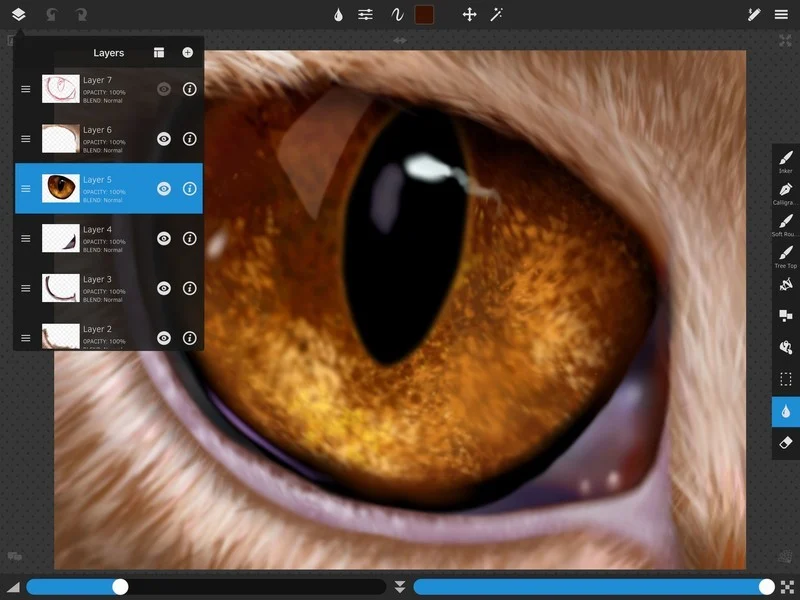 Layers
Layer 7
OPACITY: 100%
BLEND: Normal
Layer 6
OPACITY: 100%
BLEND: Normal
Layer 5
OPACITY: 100%
BLEND: Normal
Layer 4
OPACITY: 100%
BLEND: Normal
Layer 3
OPACITY: 100%
BLEND: Normal
Layer 2
OPACITY: 100%
Inker
Calligra...
Soft Rou...
Tree Top